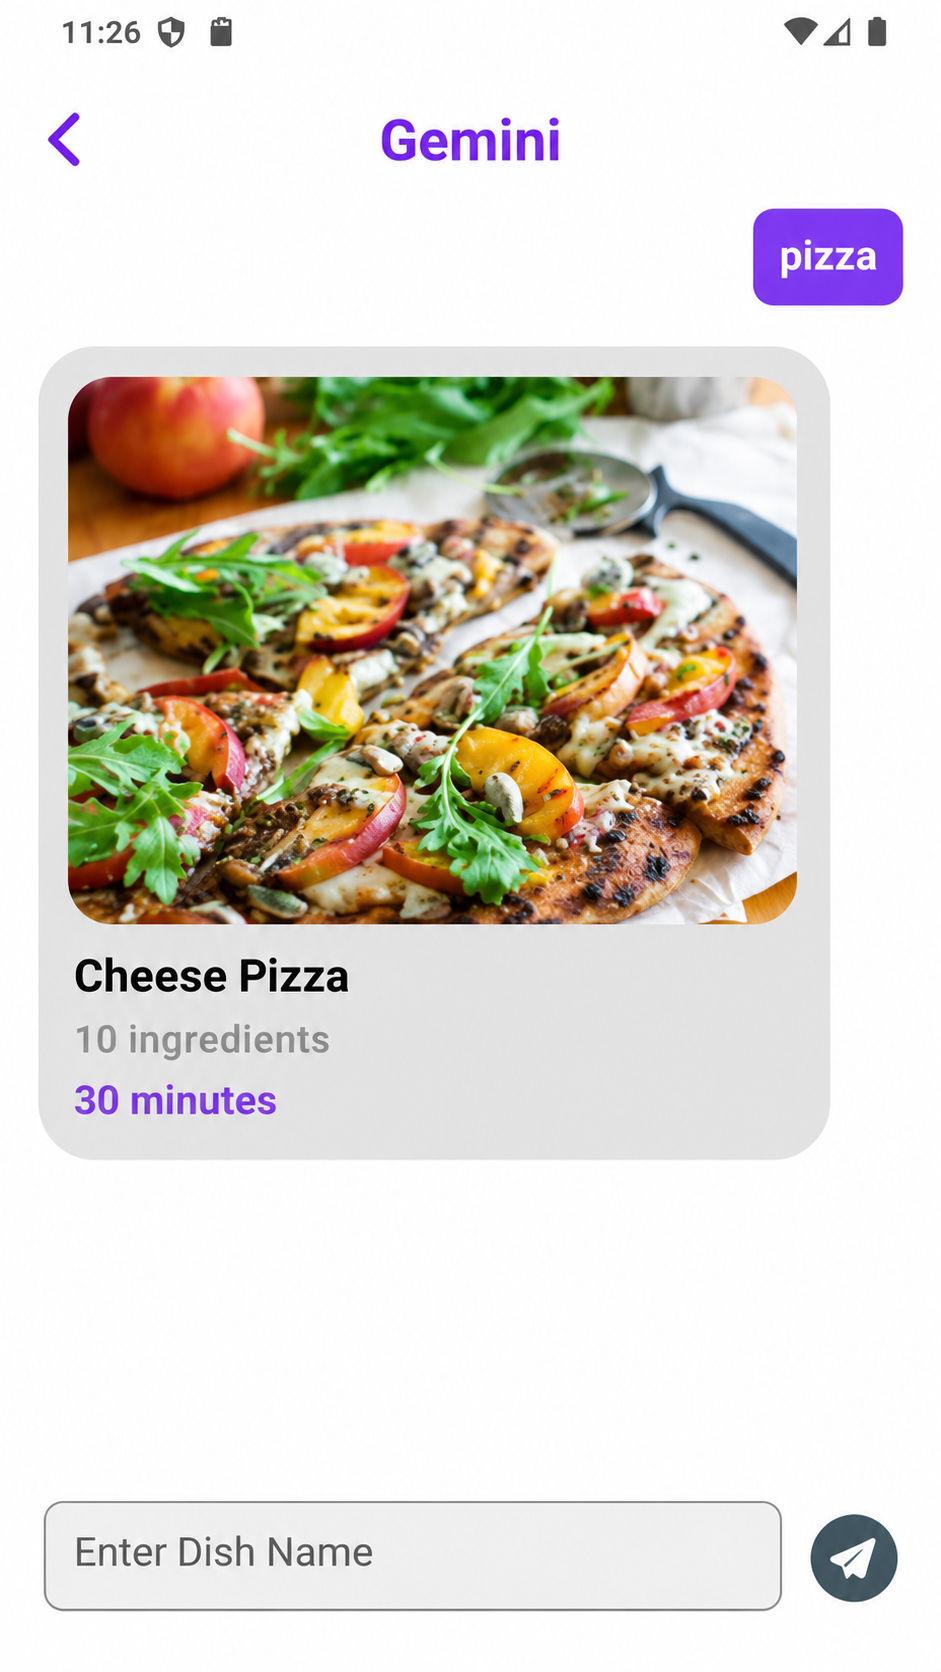 11:26
Gemini
pizza
Cheese Pizza
10 ingredients
30 minutes
Enter Dish Name